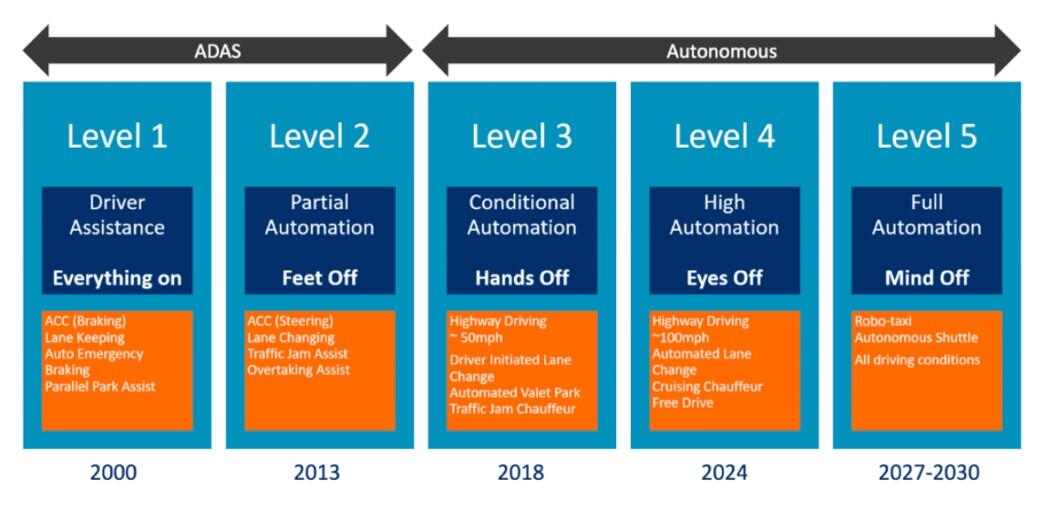 ADAS
Autonomous
Level 1
Driver
Assistance
Everything on
ACC (Braking)
Lane Keeping
Auto Emergency
Braking
Parallel Park Assist
2000
Level 2
Partial
Automation
Feet Off
ACC (Steering)
Lane Changing
Traffic Jam Assist
Overtaking Assist
2013
Level 3
Conditional
Automation
Hands Off
Highway Driving
~ 50mph
Driver Initiated Lane
Change
Automated Valet Park
Traffic Jam Chauffeur
2018
Level 4
High
Automation
Eyes Off
Highway Driving
~100mph
Automated Lane
Change
Cruising Chauffeur
Free Drive
2024
Level 5
Full
Automation
Mind Off
Robo-taxi
Autonomous Shuttle
All driving conditions
2027-2030